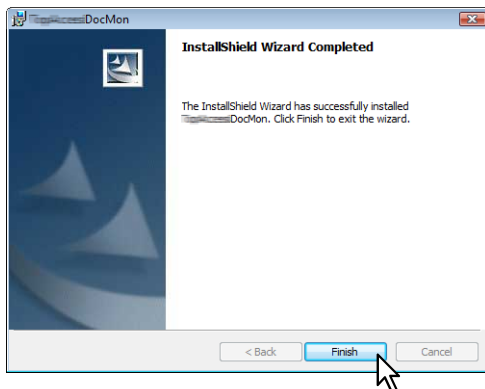 DocMon
InstallShield Wizard Completed
The InstallShield Wizard has successfully installed
DocMon. Click Finish to exit the wizard.
< Back
Finish
Cancel